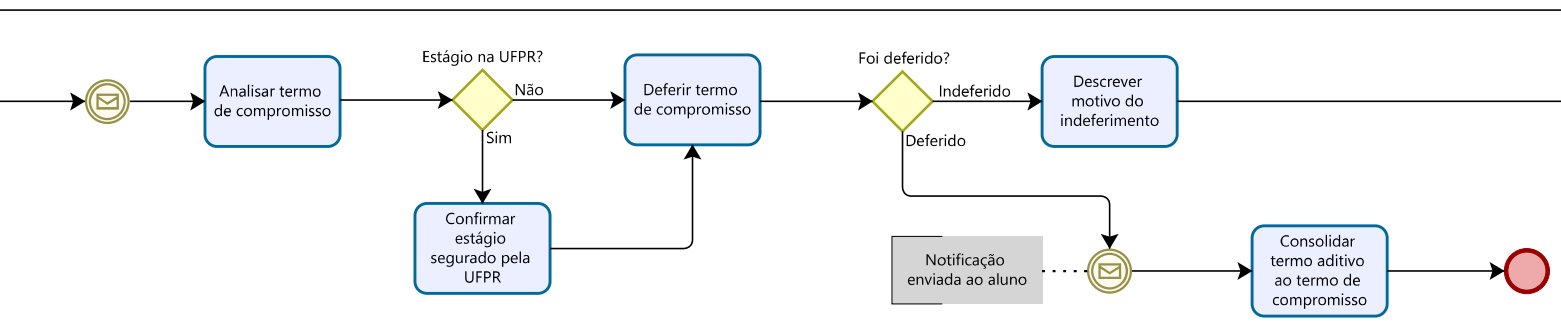 Estágio na UFPR?
Foi deferido?
Analisar termo
de compromisso
Não
Deferir termo
de compromisso
Indeferido
Descrever
motivo do
indeferimento
Sim
Deferido
Confirmar
estágio
segurado pela
UFPR
Notificação
enviada ao aluno
Consolidar
termo aditivo
ao termo de
compromisso